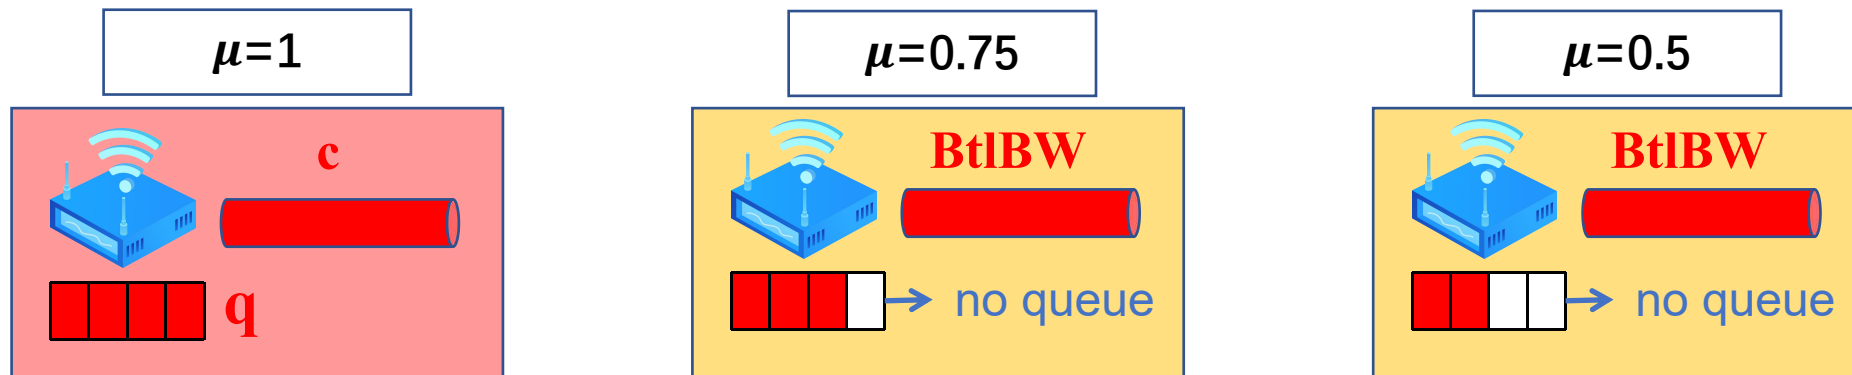 μ=1
c
q
μ=0.75
BtlBW
no queue
μ=0.5
BtlBW
no queue